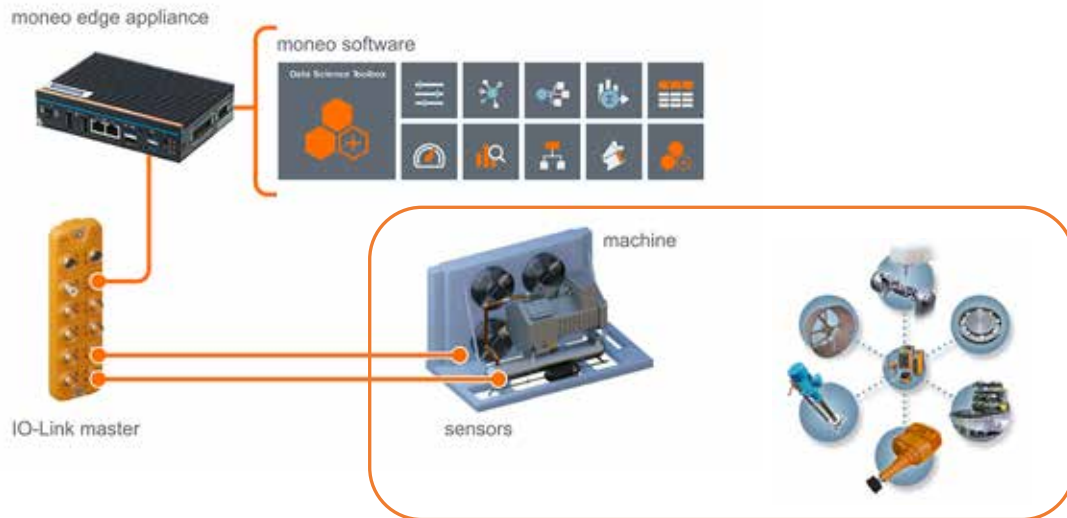 moneo edge appliance
moneo software
Data Science Toolbox
machine
IO-Link master
sensors